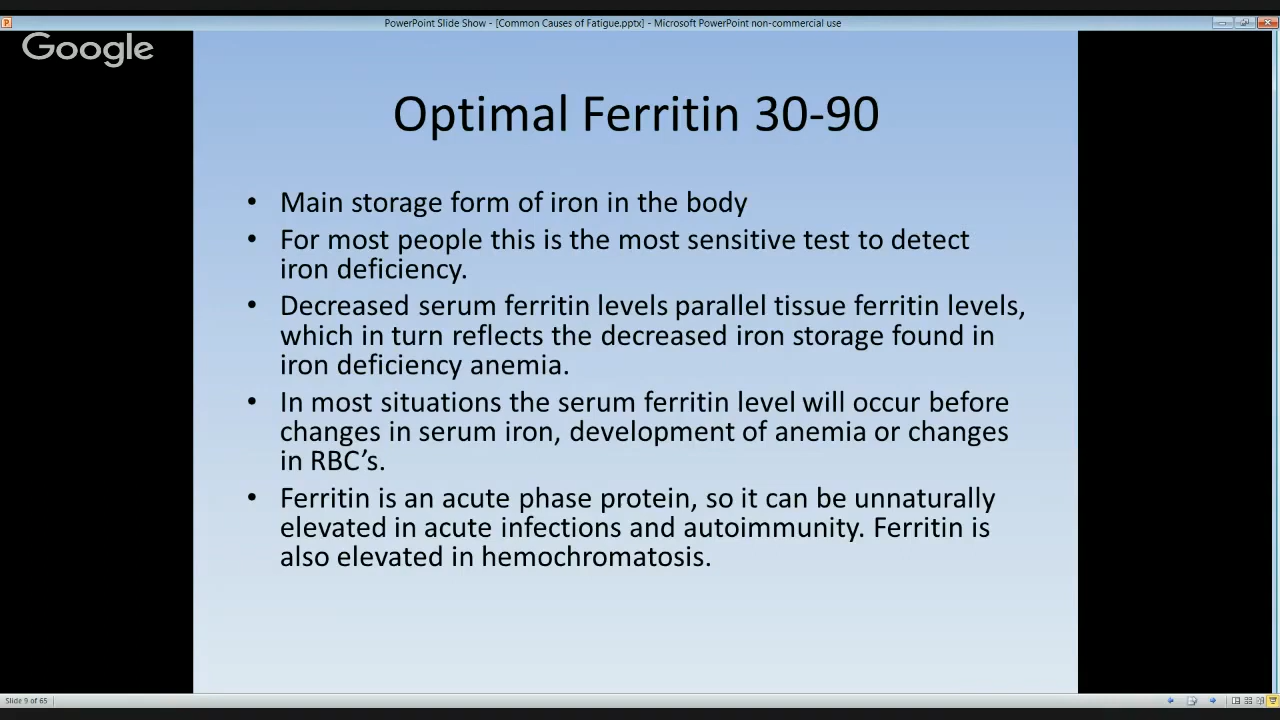 PowerPoint Slide Show - [Common Causes of Fatigue.pptx] - Microsoft PowerPoint non-commercial use
Google
Optimal Ferritin 30-90
• Main storage form of iron in the body
• For most people this is the most sensitive test to detect
iron deficiency.
• Decreased serum ferritin levels parallel tissue ferritin levels,
which in turn reflects the decreased iron storage found in
iron deficiency anemia.
• In most situations the serum ferritin level will occur before
changes in serum iron, development of anemia or changes
in RBC’s.
• Ferritin is an acute phase protein, so it can be unnaturally
elevated in acute infections and autoimmunity. Ferritin is
also elevated in hemochromatosis.
Slide 9 of 65